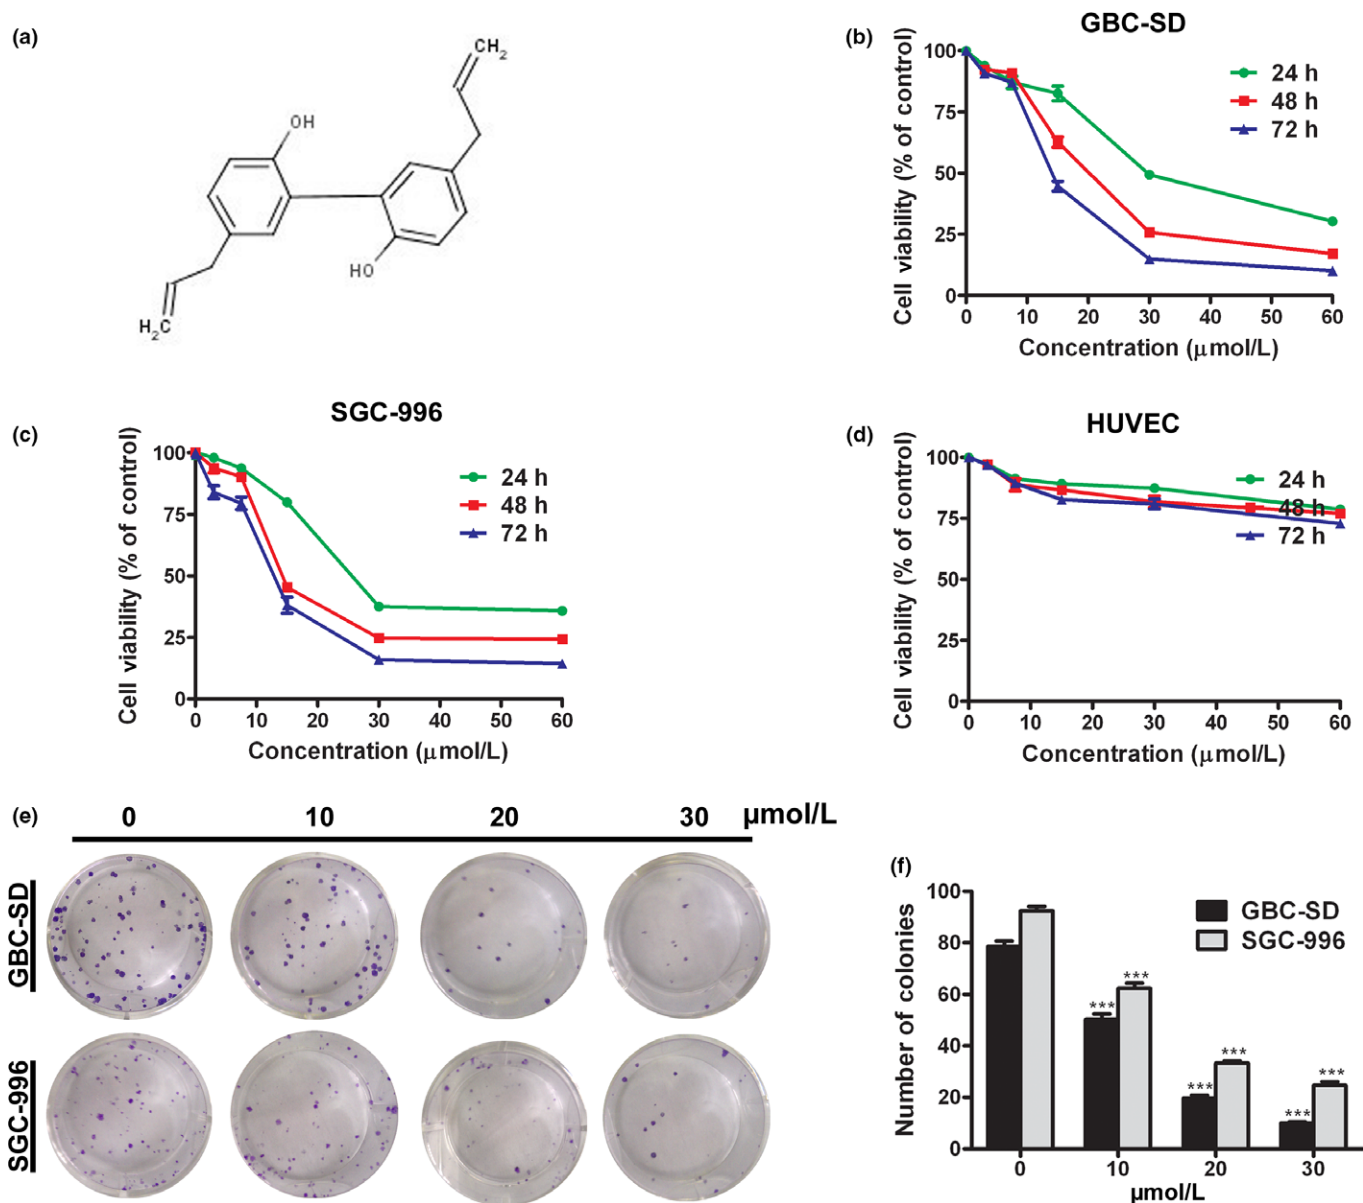 (a)
CH2
OH
HO
H2C
(b)
GBC-SD
Cell viability (% of control)
100
75
50
25
0
0 10 20 30 40 50 60
Concentration (μmol/L)
24 h
48 h
72 h
(c)
SGC-996
Cell viability (% of control)
100
75
50
25
0
0 10 20 30 40 50 60
Concentration (μmol/L)
24 h
48 h
72 h
(d)
HUVEC
Cell viability (% of control)
100
75
50
25
0
0 10 20 30 40 50 60
Concentration (μmol/L)
24 h
48 h
72 h
(e)
0 10 20 30 μmol/L
GBC-SD
SGC-996
(f)
Number of colonies
100
80
60
40
20
0
GBC-SD
SGC-996
*** ***
*** ***
*** ***
0 10 20 30
μmol/L